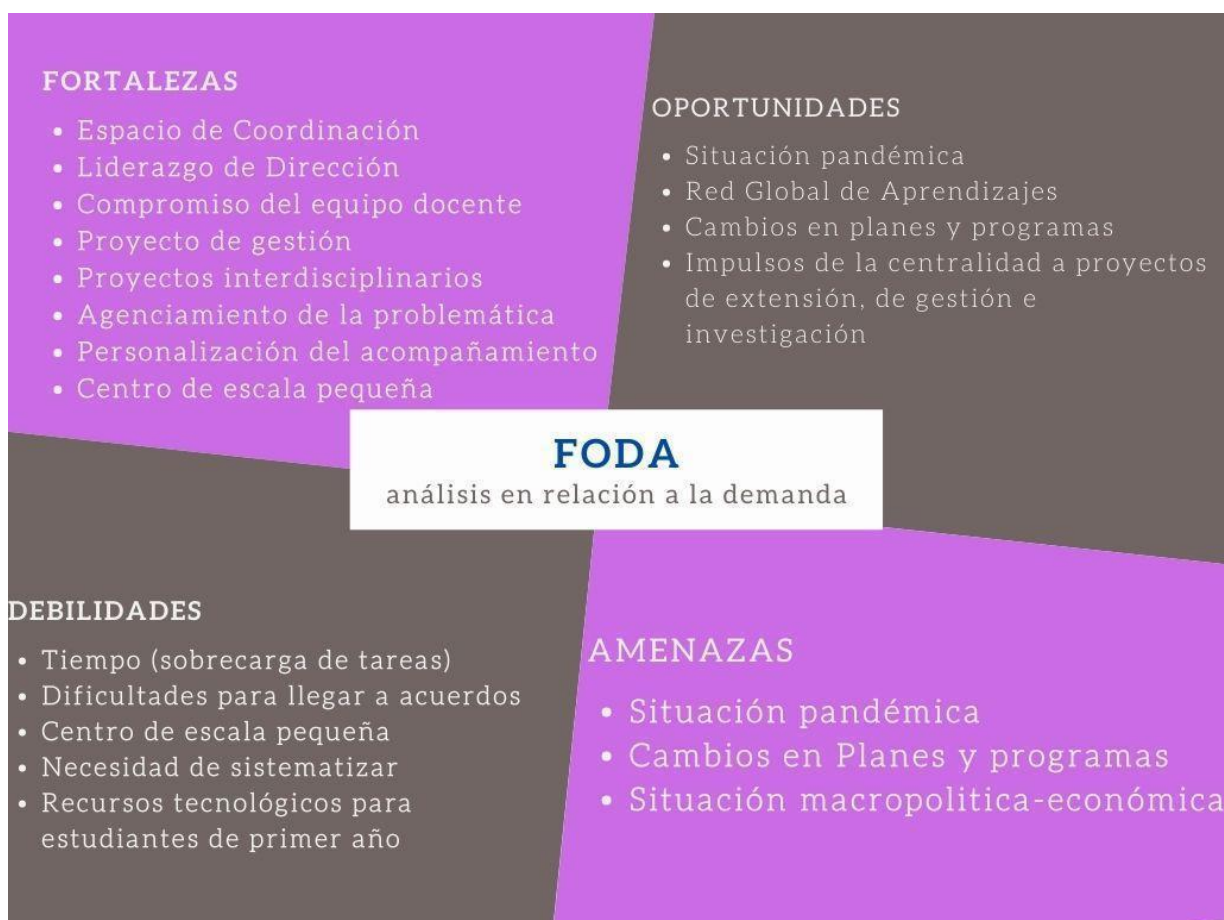 FORTALEZAS
• Espacio de Coordinación
• Liderazgo de Dirección
• Compromiso del equipo docente
• Proyecto de gestión
• Proyectos interdisciplinarios
• Agenciamiento de la problemática
• Personalización del acompañamiento
• Centro de escala pequeña
OPORTUNIDADES
• Situación pandémica
• Red Global de Aprendizajes
• Cambios en planes y programas
• Impulsos de la centralidad a proyectos
de extensión, de gestión e
investigación
FODA
análisis en relación a la demanda
DEBILIDADES
• Tiempo (sobrecarga de tareas)
• Dificultades para llegar a acuerdos
• Centro de escala pequeña
• Necesidad de sistematizar
• Recursos tecnológicos para
estudiantes de primer año
AMENAZAS
• Situación pandémica
• Cambios en Planes y programas
• Situación macropolitica-económica